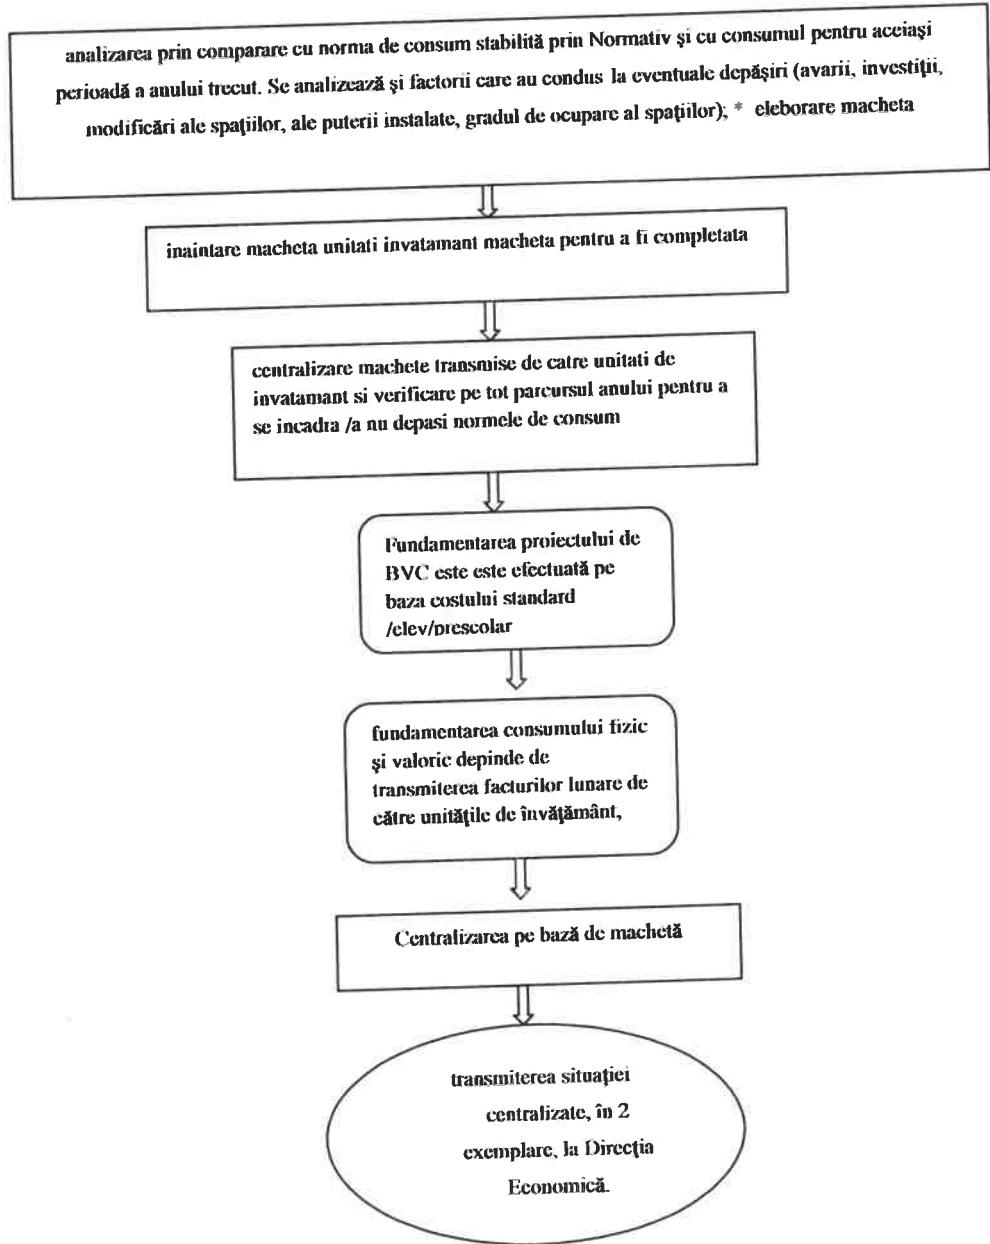 analizarea prin comparare cu norma de consum stabilită prin Normativ şi cu consumul pentru aceiaşi
perioadă a anului trecut. Se analizează şi factorii care au condus la eventuale depăşiri (avarii, investiţii,
modificări ale spaţiilor, ale puterii instalate, gradul de ocupare al spaţiilor); * eleborare macheta
inaintare macheta unitati invatamant macheta pentru a fi completata
centralizare machete transmise de catre unitati de
invatamant si verificare pe tot parcursul anului pentru a
se incadra /a nu depasi normele de consum
Fundamentarea proiectului de
BVC este este efectuată pe
baza costului standard
/elev/prescolar
fundamentarea consumului fizic
şi valoric depinde de
transmiterea facturilor lunare de
către unităţile de învăţământ,
Centralizarea pe bază de machetă
transmiterea situaţiei
centralizate, în 2
exemplare, la Direcţia
Economică.